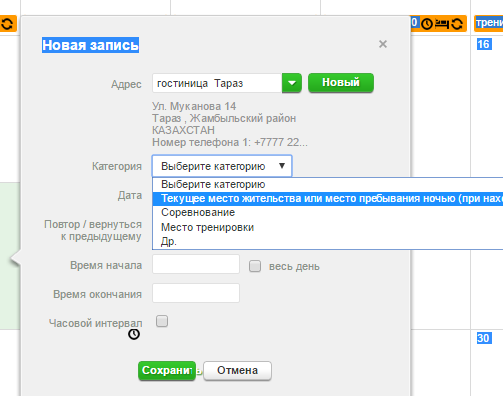 0
трени
Новая запись
×
16
Адрес
гостиница Тараз
Новый
Ул. Муканова 14
Тараз , Жамбыльский район
КАЗАХСТАН
Номер телефона 1: +7777 22...
Категория
Выберите категорию
Выберите категорию
Дата
Текущее место жительства или место пребывания ночью (при нахо
Соревнование
Повтор / вернуться
к предыдущему
Место тренировки
Др.
Время начала
весь день
Время окончания
Часовой интервал
30
Сохранит
Отмена